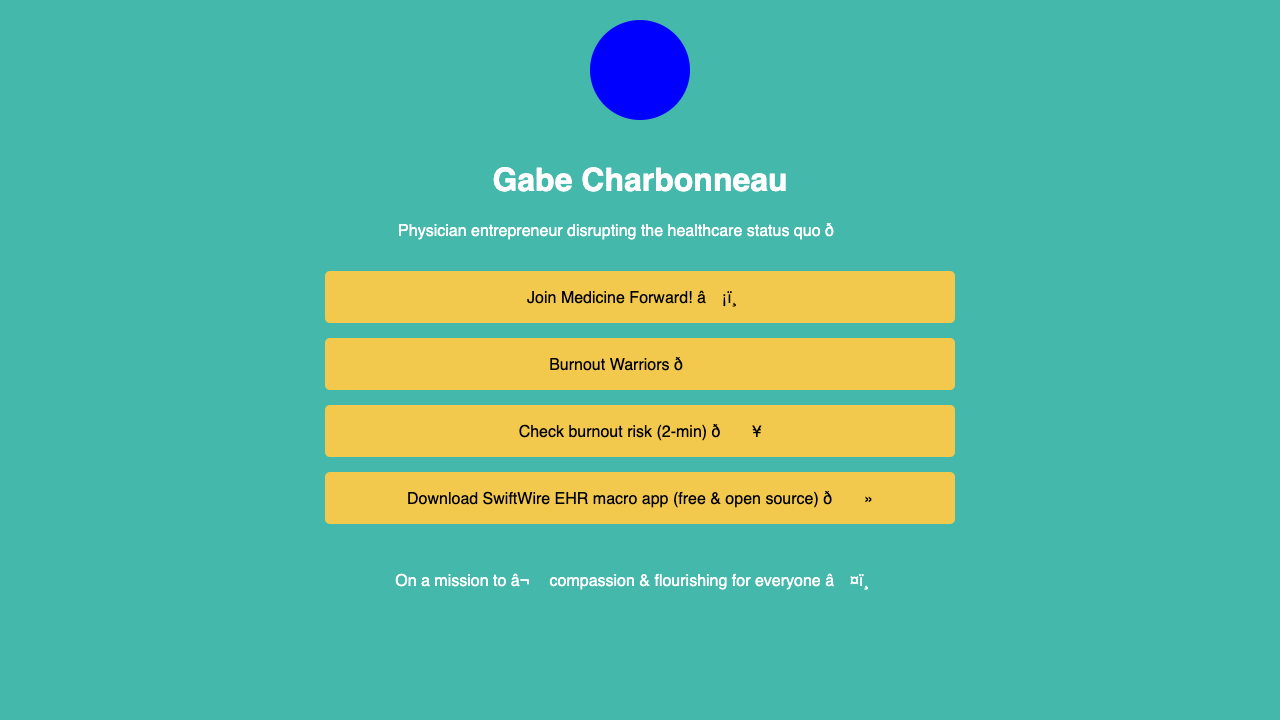 Gabe Charbonneau
Physician entrepreneur disrupting the healthcare status quo ð
Join Medicine Forward! â ¡ï¸
Burnout Warriors ð
Check burnout risk (2-min) ð ¥
Download SwiftWire EHR macro app (free & open source) ð »
On a mission to â¬ compassion & flourishing for everyone â ¤ï¸